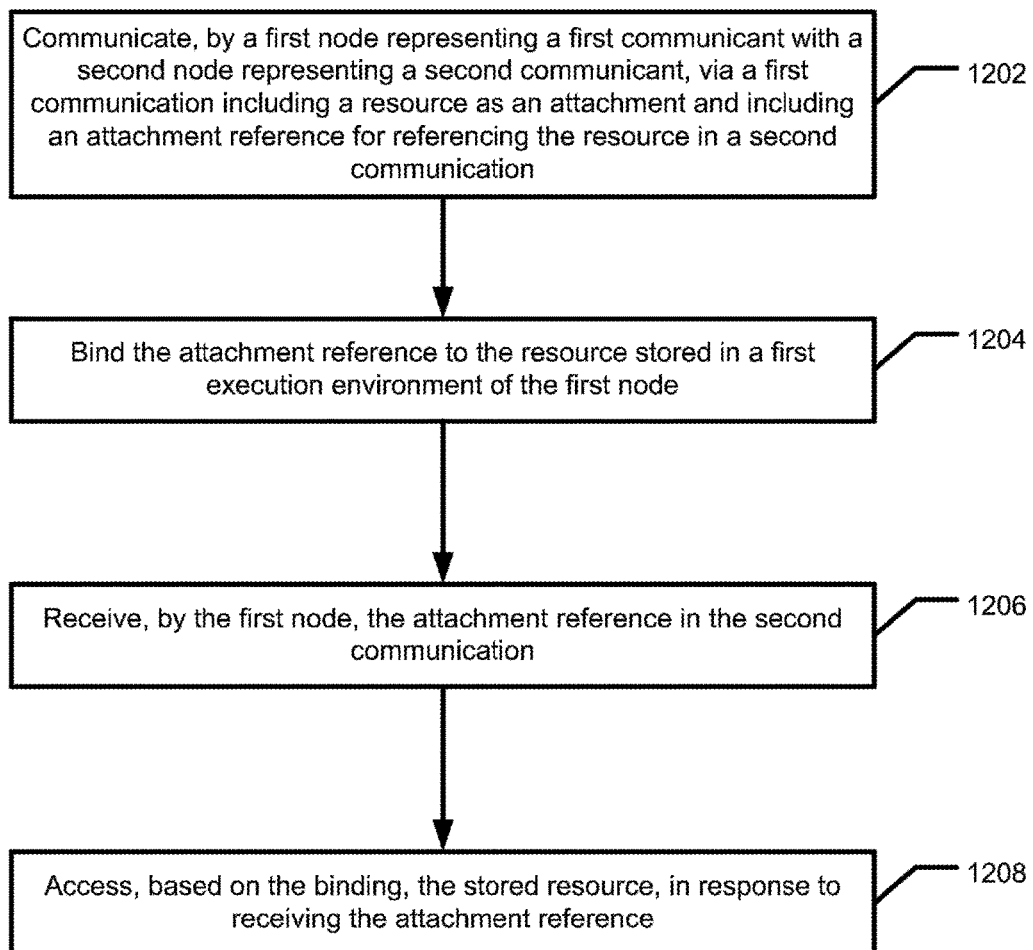 Communicate, by a first node representing a first communicant with a
second node representing a second communicant, via a first
communication including a resource as an attachment and including
an attachment reference for referencing the resource in a second
communication
1202
Bind the attachment reference to the resource stored in a first
execution environment of the first node
1204
Receive, by the first node, the attachment reference in the second
communication
1206
Access, based on the binding, the stored resource, in response to
receiving the attachment reference
1208